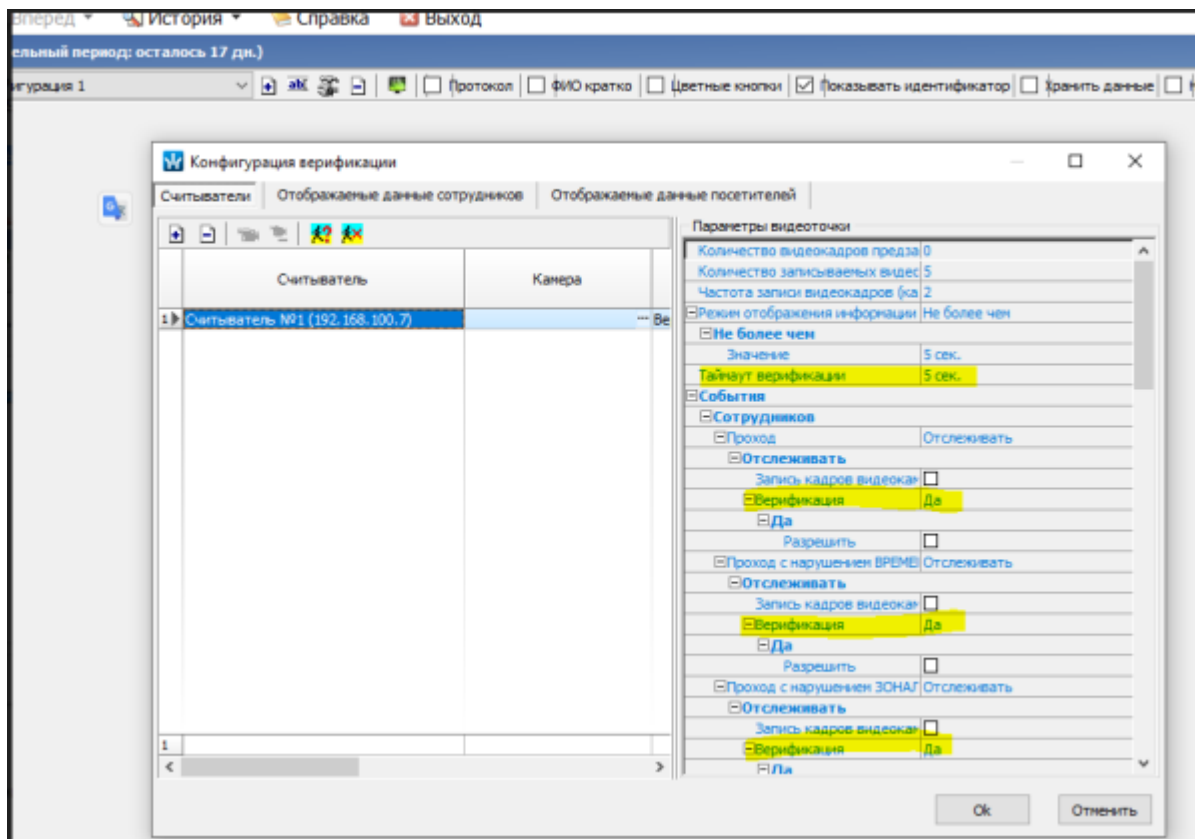 Вперед История Справка Выход
ельный период: осталось 17 дн.)
игурация 1 Протокол ФИО кратко Цветные кнопки Показывать идентификатор Хранить данные
Конфигурация верификации
Считыватели Отображаемые данные сотрудников Отображаемые данные посетителей
Параметры видеоточки
Считыватель Камера
1 Считыватель №1 (192.168.100.7) ... Ве
Количество видеокадров предза 0
Количество записываемых видес 5
Частота записи видеокадров (ка 2
Режим отображения информации Не более чем
Не более чем
Значение 5 сек.
Таймаут верификации 5 сек.
События
Сотрудников
Проход Отслеживать
Отслеживать
Запись кадров видеокам
Верификация Да
Да
Разрешить
Проход с нарушением ВРЕМЕ Отслеживать
Отслеживать
Запись кадров видеокам
Верификация Да
Да
Разрешить
Проход с нарушением ЗОНАЛ Отслеживать
Отслеживать
Запись кадров видеокам
Верификация Да
Да
1
Ok Отменить